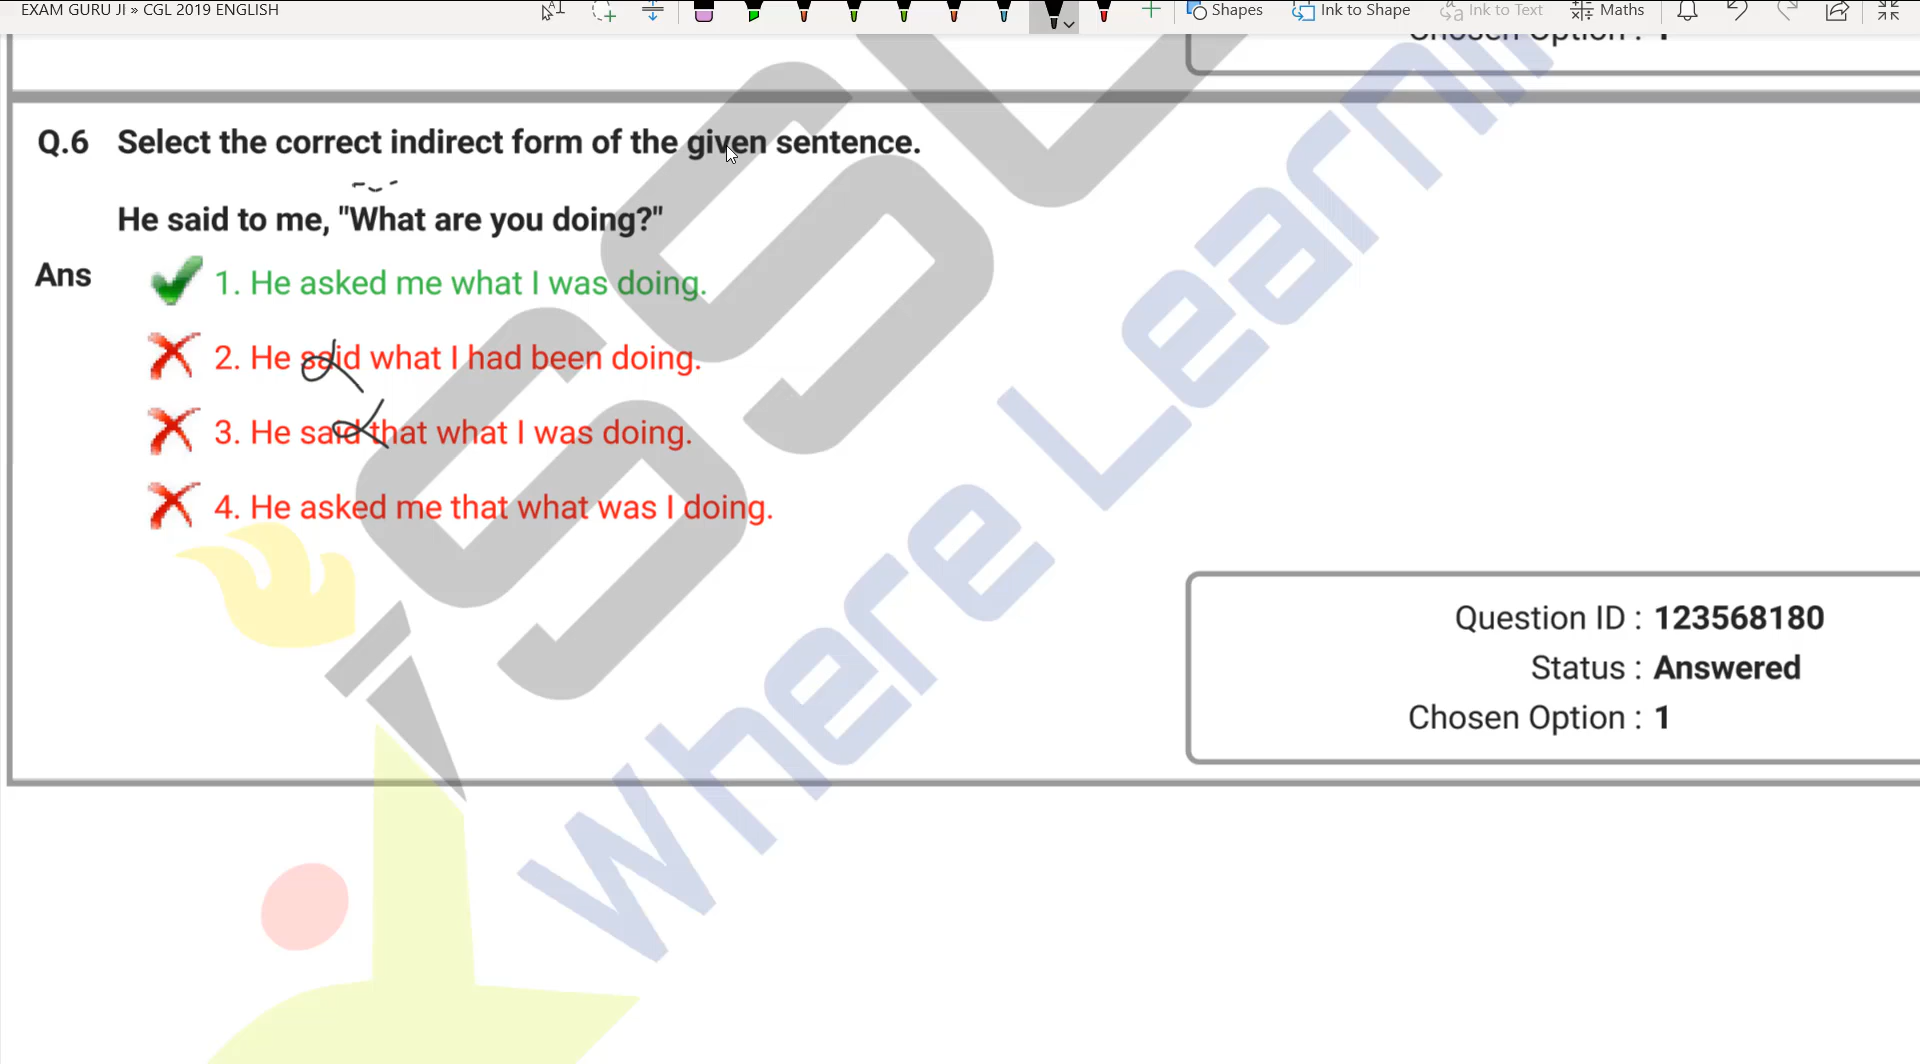 EXAM GURU JI » CGL 2019 ENGLISH
Shapes
Ink to Shape
Ink to Text
Maths
Chosen Option : 1
Q.6 Select the correct indirect form of the given sentence.
He said to me, "What are you doing?"
Ans
1. He asked me what I was doing.
2. He said what I had been doing.
3. He said that what I was doing.
4. He asked me that what was I doing.
Question ID : 123568180
Status : Answered
Chosen Option : 1
Where Learni